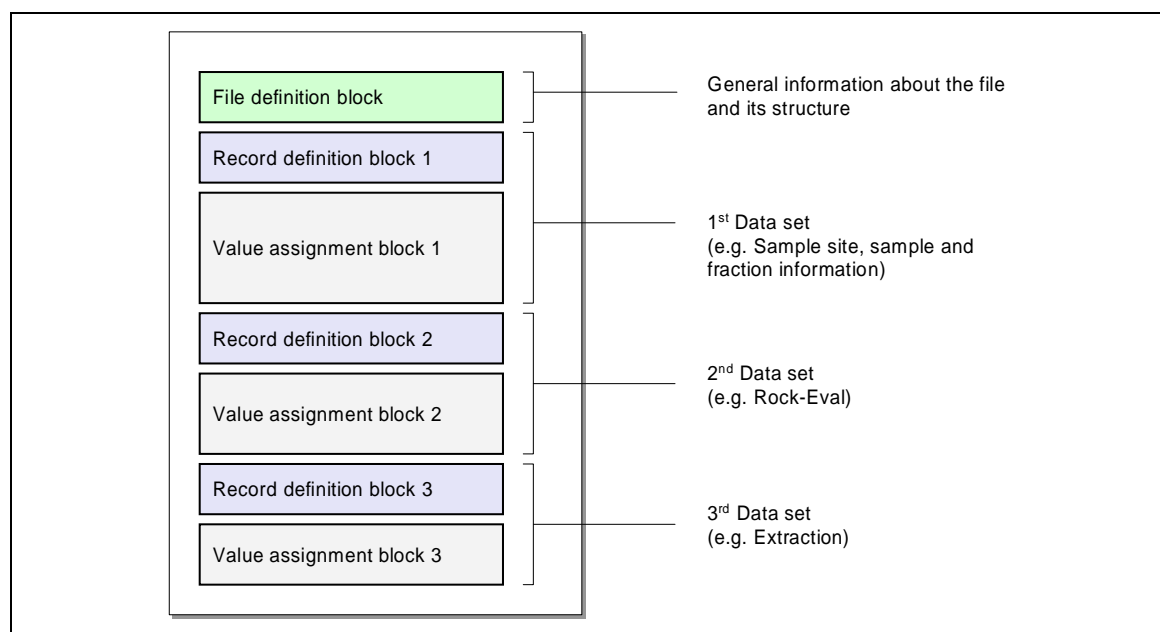 File definition block
General information about the file
and its structure
Record definition block 1
Value assignment block 1
1st Data set
(e.g. Sample site, sample and
fraction information)
Record definition block 2
Value assignment block 2
2nd Data set
(e.g. Rock-Eval)
Record definition block 3
Value assignment block 3
3rd Data set
(e.g. Extraction)